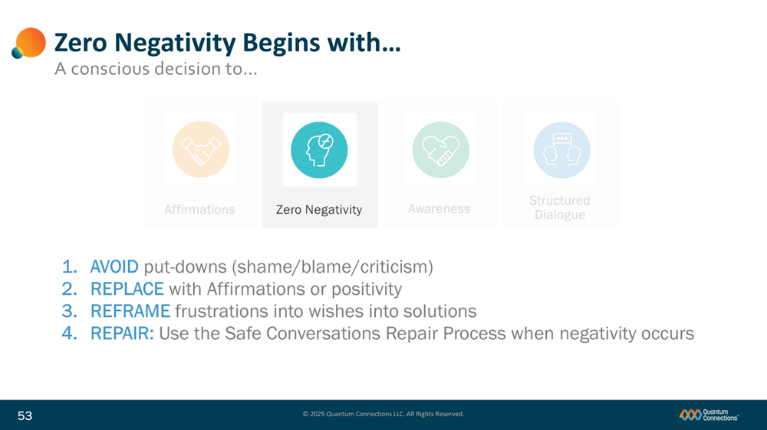 Zero Negativity Begins with...
A conscious decision to...
Affirmations
Zero Negativity
Awareness
Structured
Dialogue
1. AVOID put-downs (shame/blame/criticism)
2. REPLACE with Affirmations or positivity
3. REFRAME frustrations into wishes into solutions
4. REPAIR: Use the Safe Conversations Repair Process when negativity occurs
53
© 2025 Quantum Connections LLC. All Rights Reserved.
Quantum
Connections™